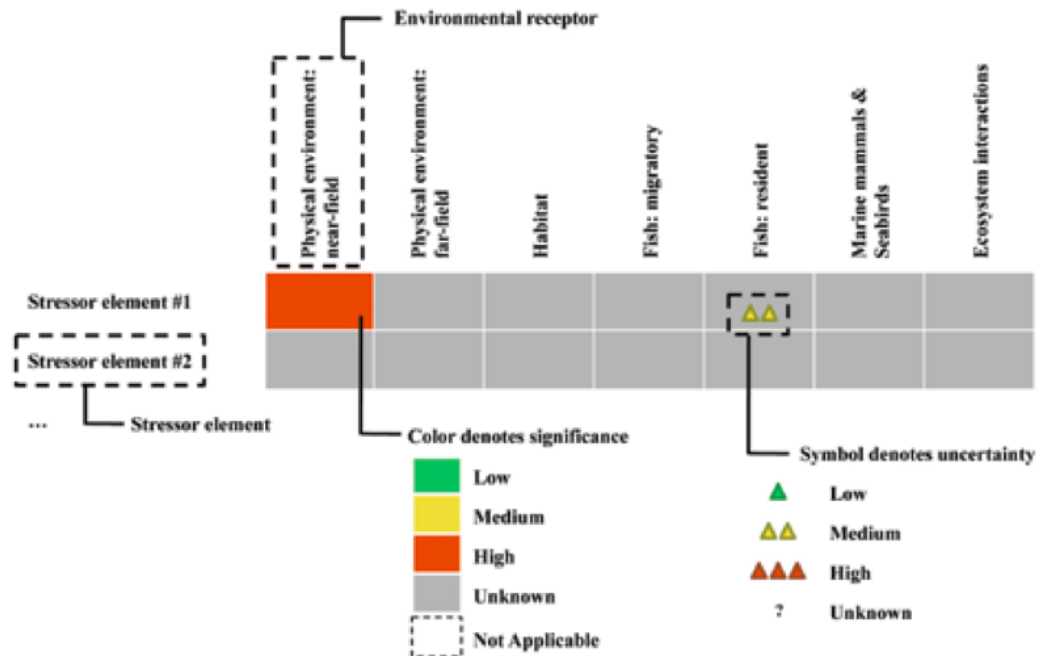 Environmental receptor
Physical environment:
near-field
Physical environment:
far-field
Habitat
Fish: migratory
Fish: resident
Marine mammals &
Seabirds
Ecosystem interactions
Stressor element #1
Stressor element #2
...
Stressor element
Color denotes significance
Low
Medium
High
Unknown
Not Applicable
Symbol denotes uncertainty
Low
Medium
High
? Unknown